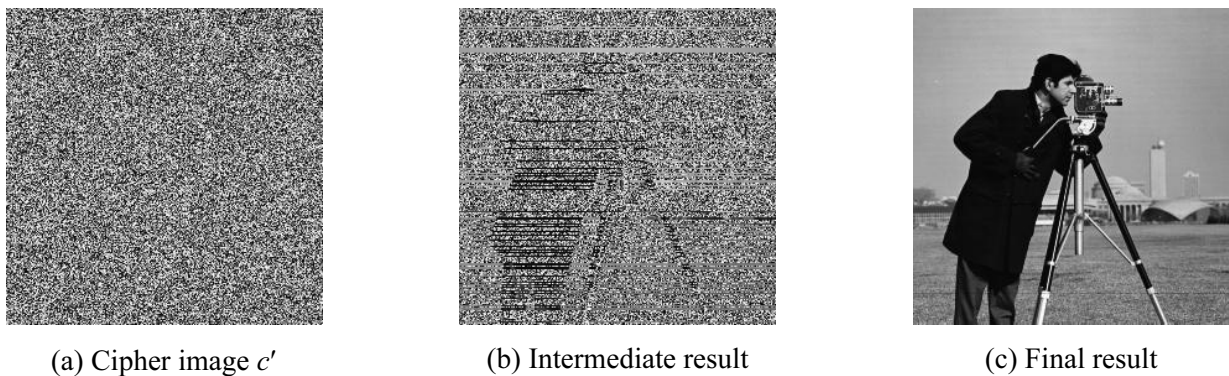 (a) Cipher image c′
(b) Intermediate result
(c) Final result